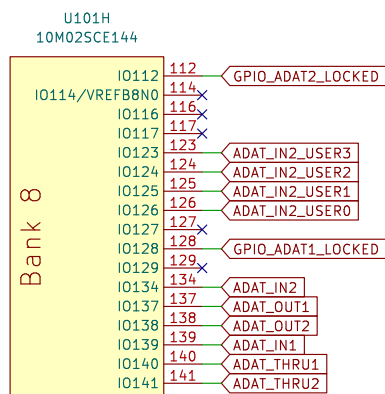 U101H
10M02SCE144
Bank 8
IO112 112 GPIO_ADAT2_LOCKED
IO114/VREFB8N0 114
IO116 116
IO117 117
IO123 123 ADAT_IN2_USER3
IO124 124 ADAT_IN2_USER2
IO125 125 ADAT_IN2_USER1
IO126 126 ADAT_IN2_USER0
IO127 127
IO128 128 GPIO_ADAT1_LOCKED
IO129 129
IO134 134 ADAT_IN2
IO137 137 ADAT_OUT1
IO138 138 ADAT_OUT2
IO139 139 ADAT_IN1
IO140 140 ADAT_THRU1
IO141 141 ADAT_THRU2